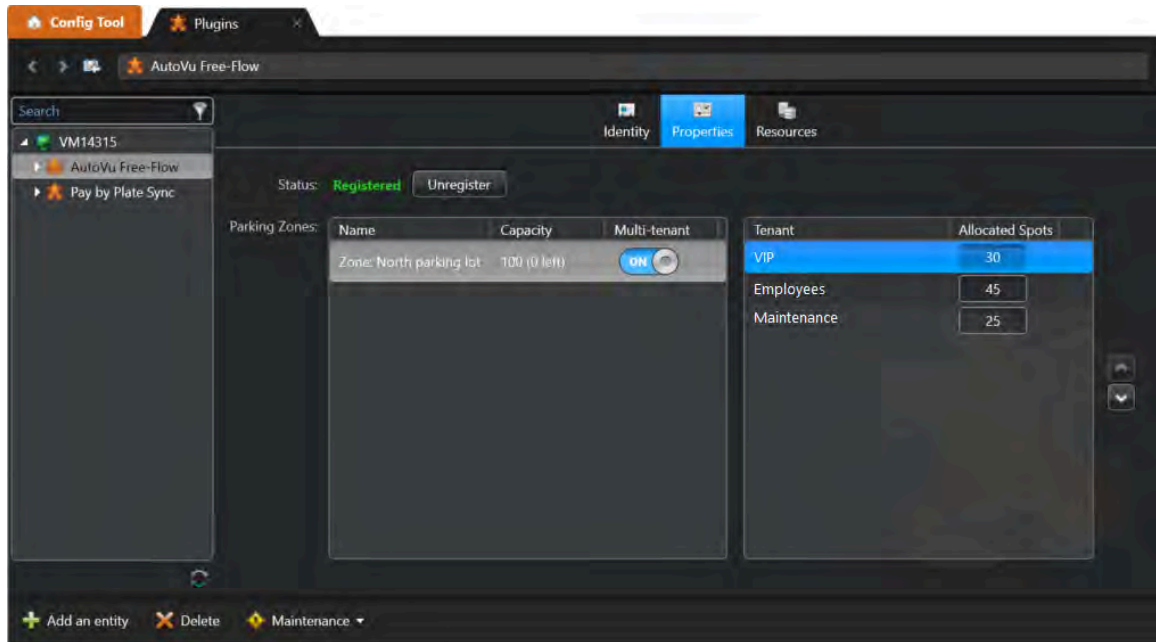 Config Tool Plugins
AutoVu Free-Flow
Search
Identity Properties Resources
VM14315
AutoVu Free-Flow
Pay by Plate Sync
Status: Registered Unregister
Parking Zones:
Name Capacity Multi-tenant
Zone: North parking lot 100 (0 left) ON
Tenant Allocated Spots
VIP 30
Employees 45
Maintenance 25
Add an entity Delete Maintenance